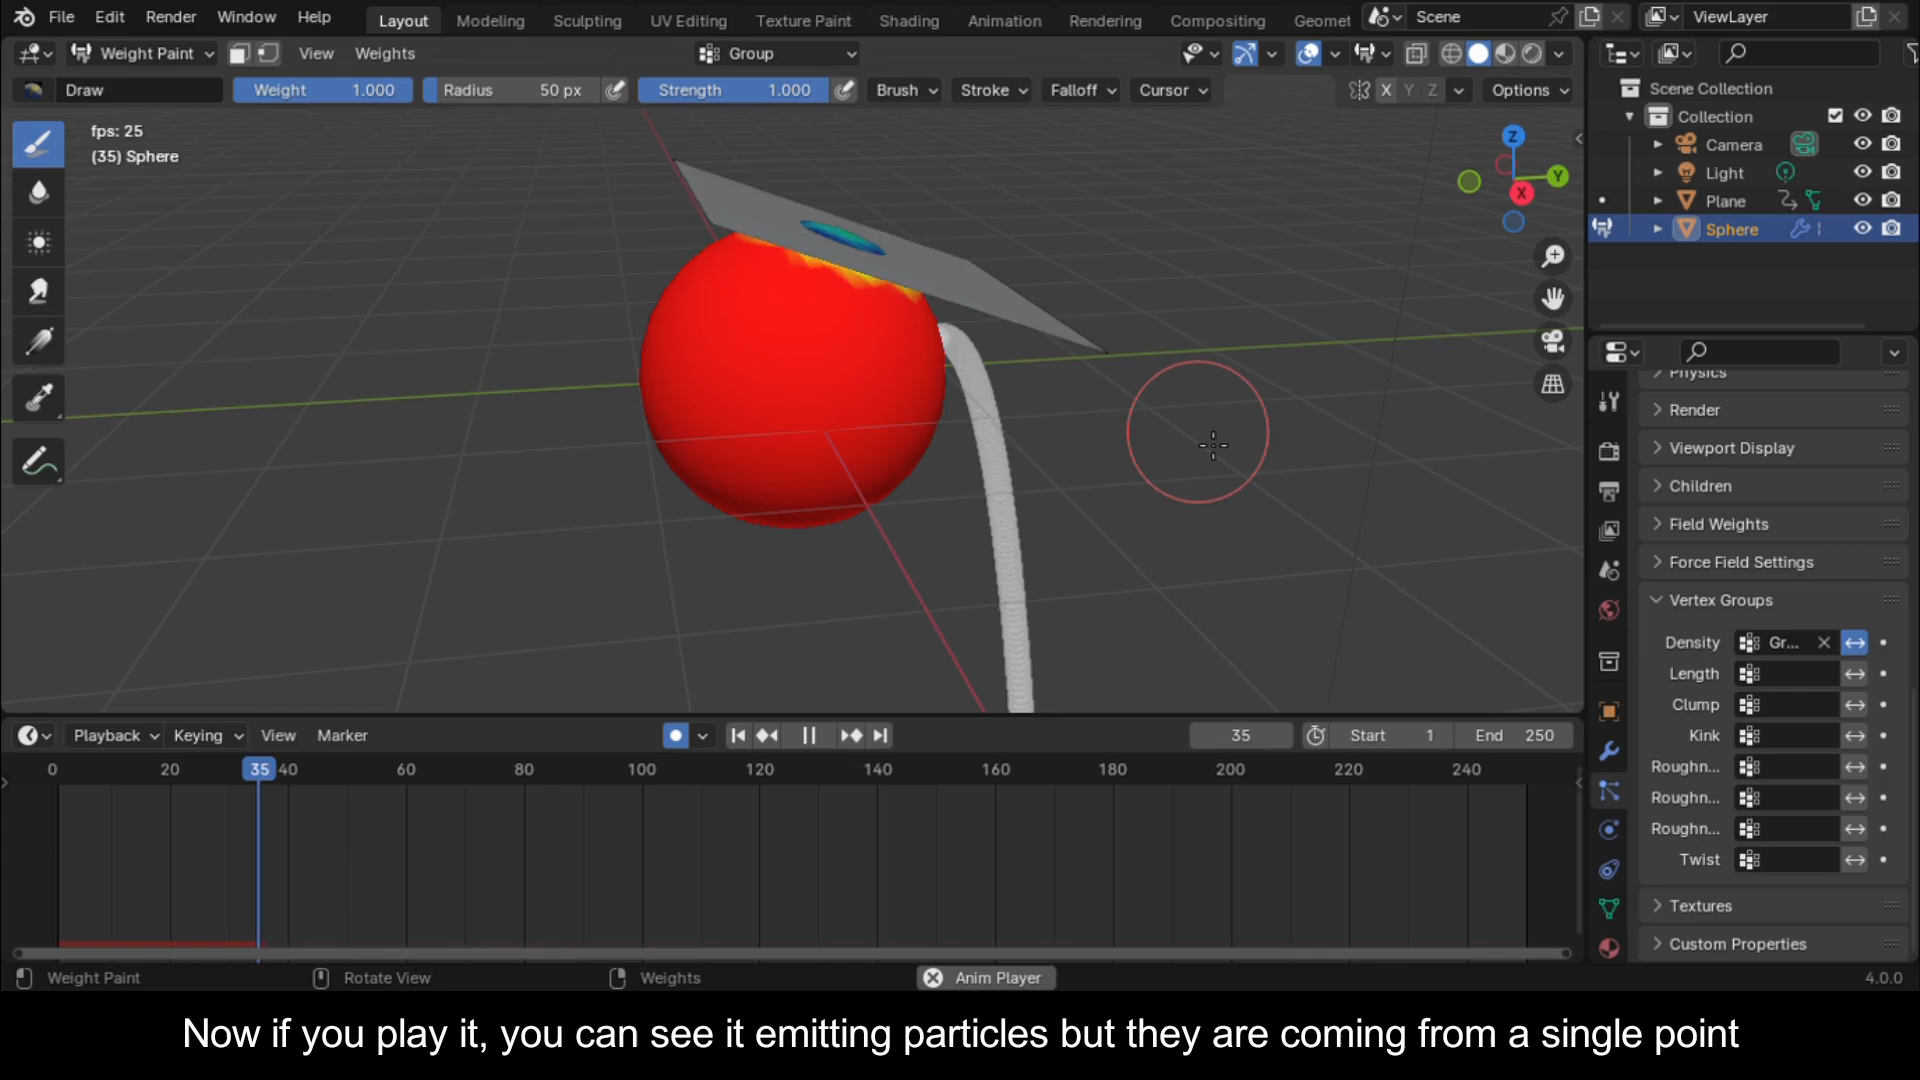 File Edit Render Window Help Layout Modeling Sculpting UV Editing Texture Paint Shading Animation Rendering Compositing Geomet Scene ViewLayer
Weight Paint View Weights Group
Draw Weight 1.000 Radius 50 px Strength 1.000 Brush Stroke Falloff Cursor X Y Z Options
Scene Collection
Collection
Camera
Light
Plane
Sphere
fps: 25
(35) Sphere
Z
Y
X
Physics
Render
Viewport Display
Children
Field Weights
Force Field Settings
Vertex Groups
Density Gr...
Length
Clump
Kink
Roughn...
Roughn...
Roughn...
Twist
Textures
Custom Properties
Playback Keying View Marker 35 Start 1 End 250
0 20 35 40 60 80 100 120 140 160 180 200 220 240
Weight Paint Rotate View Weights Anim Player 4.0.0
Now if you play it, you can see it emitting particles but they are coming from a single point